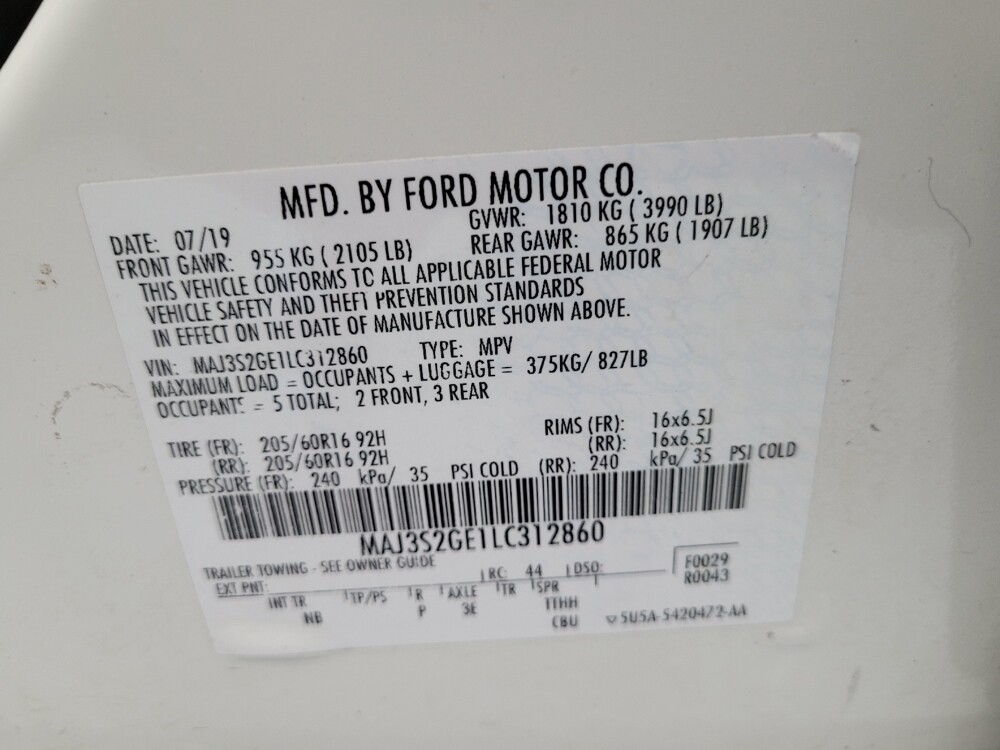 MFD. BY FORD MOTOR CO.
DATE: 07/19 GVWR: 1810 KG ( 3990 LB)
FRONT GAWR: 955 KG ( 2105 LB) REAR GAWR: 865 KG ( 1907 LB)
THIS VEHICLE CONFORMS TO ALL APPLICABLE FEDERAL MOTOR
VEHICLE SAFETY AND THEFT PREVENTION STANDARDS
IN EFFECT ON THE DATE OF MANUFACTURE SHOWN ABOVE.
VIN: MAJ3S2GE1LC312860 TYPE: MPV
MAXIMUM LOAD = OCCUPANTS + LUGGAGE = 375KG/ 827LB
OCCUPANTS = 5 TOTAL; 2 FRONT, 3 REAR
TIRE (FR): 205/60R16 92H RIMS (FR): 16x6.5J
(RR): 205/60R16 92H (RR): 16x6.5J
PRESSURE (FR): 240 kPa/ 35 PSI COLD (RR): 240 kPa/ 35 PSI COLD
MAJ3S2GE1LC312860
TRAILER TOWING - SEE OWNER GUIDE
EXT PNT: RC: 44 DSO: F0029
R0043
INT TR TP/PS R AXLE TR SPR
NB P 3E TTHH
CBU 5U5A-5420472-AA